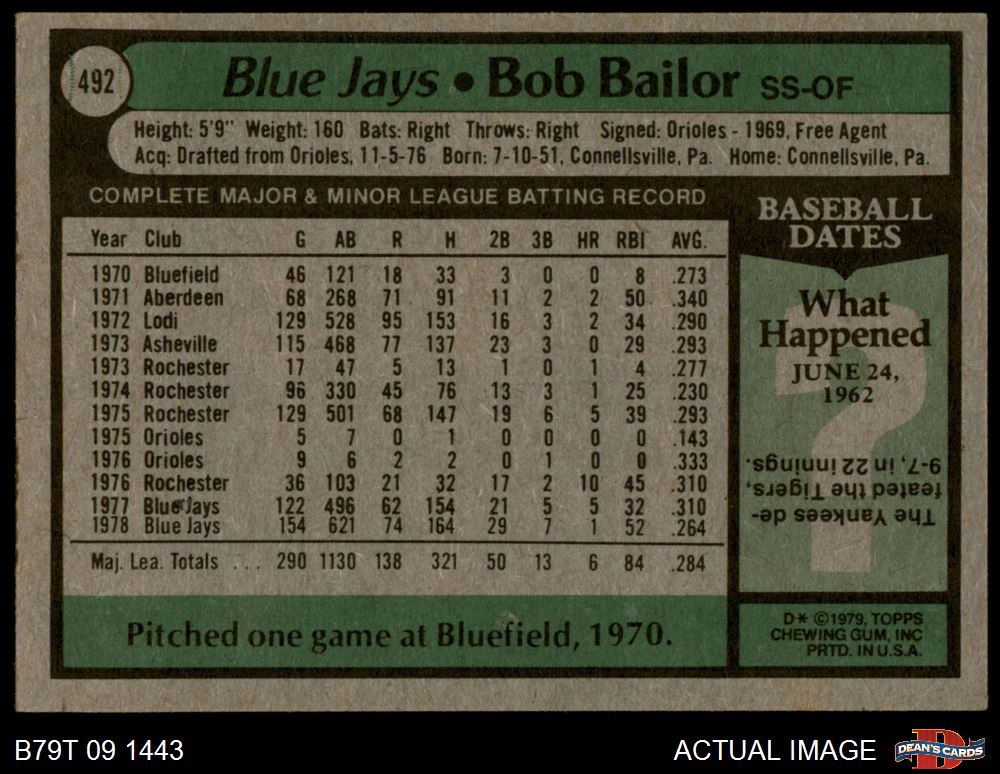 492
Blue Jays • Bob Bailor SS-OF
Height: 5'9" Weight: 160 Bats: Right Throws: Right Signed: Orioles - 1969, Free Agent
Acq: Drafted from Orioles, 11-5-76 Born: 7-10-51, Connellsville, Pa. Home: Connellsville, Pa.
COMPLETE MAJOR & MINOR LEAGUE BATTING RECORD
Year Club G AB R H 2B 3B HR RBI AVG.
1970 Bluefield 46 121 18 33 3 0 0 8 .273
1971 Aberdeen 68 268 71 91 11 2 2 50 .340
1972 Lodi 129 528 95 153 16 3 2 34 .290
1973 Asheville 115 468 77 137 23 3 0 29 .293
1973 Rochester 17 47 5 13 1 0 1 4 .277
1974 Rochester 96 330 45 76 13 3 1 25 .230
1975 Rochester 129 501 68 147 19 6 5 39 .293
1975 Orioles 5 7 0 1 0 0 0 0 .143
1976 Orioles 9 6 2 2 0 1 0 0 .333
1976 Rochester 36 103 21 32 17 2 10 45 .310
1977 Blue Jays 122 496 62 154 21 5 5 32 .310
1978 Blue Jays 154 621 74 164 29 7 1 52 .264
Maj. Lea. Totals . . . 290 1130 138 321 50 13 6 84 .284
Pitched one game at Bluefield, 1970.
BASEBALL
DATES
What
Happened
JUNE 24,
1962
?
The Yankees de-
feated the Tigers,
9-7, in 22 innings.
D* ©1979, TOPPS
CHEWING GUM, INC
PRTD. IN U.S.A.
B79T 09 1443
ACTUAL IMAGE
D
DEAN'S CARDS